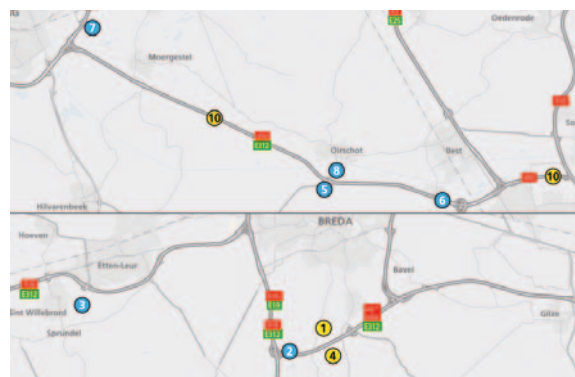 Oedenrode
7
E25
Moergestel
10
E312
Oirschot
Best
8
10
5
Hilvarenbeek
6
BREDA
Hoeven
Etten-Leur
Bavel
E312
E19
3
Sint Willebrord
Gilze
E312
E312
1
Sprundel
2
4